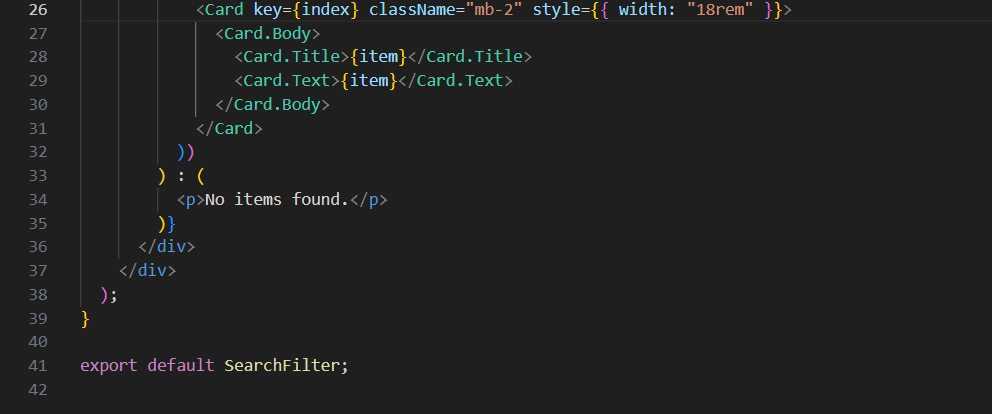 26 <Card key={index} className="mb-2" style={{ width: "18rem" }}>
27 <Card.Body>
28 <Card.Title>{item}</Card.Title>
29 <Card.Text>{item}</Card.Text>
30 </Card.Body>
31 </Card>
32 ))
33 ) : (
34 <p>No items found.</p>
35 )}
36 </div>
37 </div>
38 );
39 }
40
41 export default SearchFilter;
42